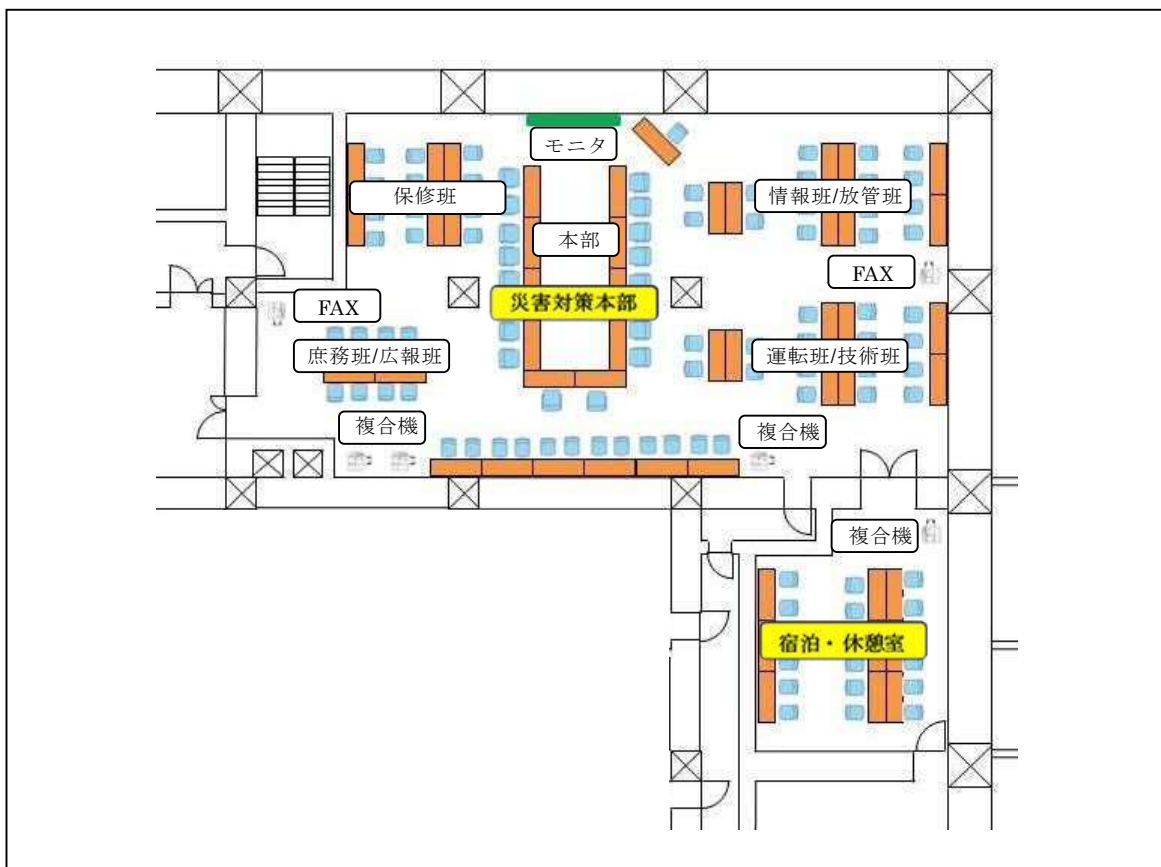 モニタ
保修班
情報班/放管班
本部
FAX
FAX
災害対策本部
庶務班/広報班
運転班/技術班
複合機
複合機
複合機
宿泊・休憩室